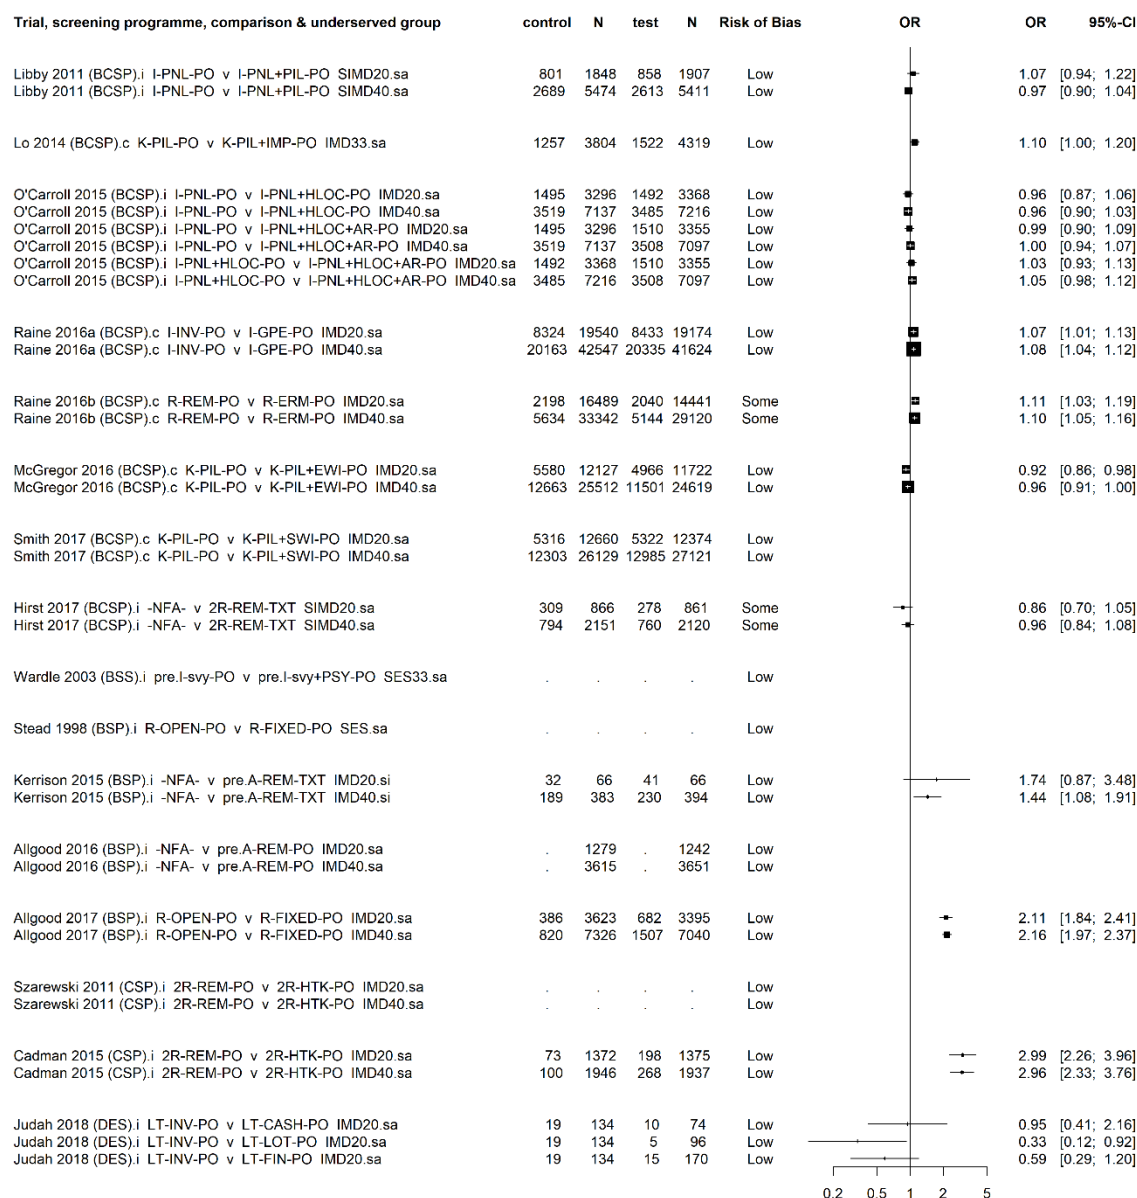 Trial, screening programme, comparison & underserved group control N test N Risk of Bias OR OR 95%-CI
Libby 2011 (BCSP).i I-PNL-PO v I-PNL+PIL-PO SIMD20.sa 801 1848 858 1907 Low 1.07 [0.94; 1.22]
Libby 2011 (BCSP).i I-PNL-PO v I-PNL+PIL-PO SIMD40.sa 2689 5474 2613 5411 Low 0.97 [0.90; 1.04]
Lo 2014 (BCSP).c K-PIL-PO v K-PIL+IMP-PO IMD33.sa 1257 3804 1522 4319 Low 1.10 [1.00; 1.20]
O'Carroll 2015 (BCSP).i I-PNL-PO v I-PNL+HLOC-PO IMD20.sa 1495 3296 1492 3368 Low 0.96 [0.87; 1.06]
O'Carroll 2015 (BCSP).i I-PNL-PO v I-PNL+HLOC-PO IMD40.sa 3519 7137 3485 7216 Low 0.96 [0.90; 1.03]
O'Carroll 2015 (BCSP).i I-PNL-PO v I-PNL+HLOC+AR-PO IMD20.sa 1495 3296 1510 3355 Low 0.99 [0.90; 1.09]
O'Carroll 2015 (BCSP).i I-PNL-PO v I-PNL+HLOC+AR-PO IMD40.sa 3519 7137 3508 7097 Low 1.00 [0.94; 1.07]
O'Carroll 2015 (BCSP).i I-PNL+HLOC-PO v I-PNL+HLOC+AR-PO IMD20.sa 1492 3368 1510 3355 Low 1.03 [0.93; 1.13]
O'Carroll 2015 (BCSP).i I-PNL+HLOC-PO v I-PNL+HLOC+AR-PO IMD40.sa 3485 7216 3508 7097 Low 1.05 [0.98; 1.12]
Raine 2016a (BCSP).c I-INV-PO v I-GPE-PO IMD20.sa 8324 19540 8433 19174 Low 1.07 [1.01; 1.13]
Raine 2016a (BCSP).c I-INV-PO v I-GPE-PO IMD40.sa 20163 42547 20335 41624 Low 1.08 [1.04; 1.12]
Raine 2016b (BCSP).c R-REM-PO v R-ERM-PO IMD20.sa 2198 16489 2040 14441 Some 1.11 [1.03; 1.19]
Raine 2016b (BCSP).c R-REM-PO v R-ERM-PO IMD40.sa 5634 33342 5144 29120 Some 1.10 [1.05; 1.16]
McGregor 2016 (BCSP).c K-PIL-PO v K-PIL+EWI-PO IMD20.sa 5580 12127 4966 11722 Low 0.92 [0.86; 0.98]
McGregor 2016 (BCSP).c K-PIL-PO v K-PIL+EWI-PO IMD40.sa 12663 25512 11501 24619 Low 0.96 [0.91; 1.00]
Smith 2017 (BCSP).c K-PIL-PO v K-PIL+SWI-PO IMD20.sa 5316 12660 5322 12374 Low
Smith 2017 (BCSP).c K-PIL-PO v K-PIL+SWI-PO IMD40.sa 12303 26129 12985 27121 Low
Hirst 2017 (BCSP).i -NFA- v 2R-REM-TXT SIMD20.sa 309 866 278 861 Some 0.86 [0.70; 1.05]
Hirst 2017 (BCSP).i -NFA- v 2R-REM-TXT SIMD40.sa 794 2151 760 2120 Some 0.96 [0.84; 1.08]
Wardle 2003 (BSS).i pre.I-svy-PO v pre.I-svy+PSY-PO SES33.sa . . . . Low
Stead 1998 (BSP).i R-OPEN-PO v R-FIXED-PO SES.sa . . . . Low
Kerrison 2015 (BSP).i -NFA- v pre.A-REM-TXT IMD20.si 32 66 41 66 Low 1.74 [0.87; 3.48]
Kerrison 2015 (BSP).i -NFA- v pre.A-REM-TXT IMD40.si 189 383 230 394 Low 1.44 [1.08; 1.91]
Allgood 2016 (BSP).i -NFA- v pre.A-REM-PO IMD20.sa . 1279 . 1242 Low
Allgood 2016 (BSP).i -NFA- v pre.A-REM-PO IMD40.sa . 3615 . 3651 Low
Allgood 2017 (BSP).i R-OPEN-PO v R-FIXED-PO IMD20.sa 386 3623 682 3395 Low 2.11 [1.84; 2.41]
Allgood 2017 (BSP).i R-OPEN-PO v R-FIXED-PO IMD40.sa 820 7326 1507 7040 Low 2.16 [1.97; 2.37]
Szarewski 2011 (CSP).i 2R-REM-PO v 2R-HTK-PO IMD20.sa . . . . Low
Szarewski 2011 (CSP).i 2R-REM-PO v 2R-HTK-PO IMD40.sa . . . . Low
Cadman 2015 (CSP).i 2R-REM-PO v 2R-HTK-PO IMD20.sa 73 1372 198 1375 Low 2.99 [2.26; 3.96]
Cadman 2015 (CSP).i 2R-REM-PO v 2R-HTK-PO IMD40.sa 100 1946 268 1937 Low 2.96 [2.33; 3.76]
Judah 2018 (DES).i LT-INV-PO v LT-CASH-PO IMD20.sa 19 134 10 74 Low 0.95 [0.41; 2.16]
Judah 2018 (DES).i LT-INV-PO v LT-LOT-PO IMD20.sa 19 134 5 96 Low 0.33 [0.12; 0.92]
Judah 2018 (DES).i LT-INV-PO v LT-FIN-PO IMD20.sa 19 134 15 170 Low 0.59 [0.29; 1.20]
0.2 0.5 1 2 5